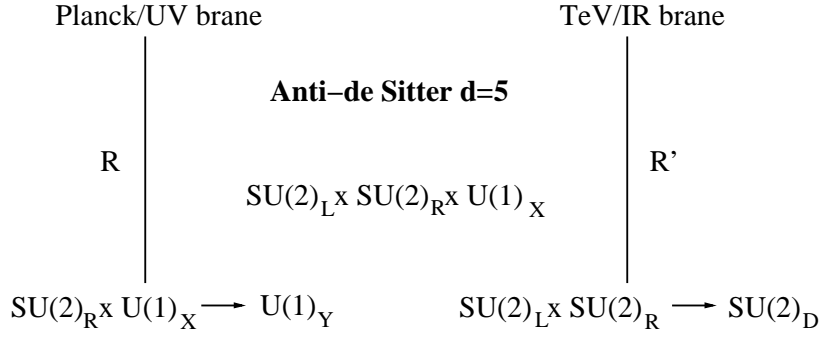 Planck/UV brane TeV/IR brane
Anti–de Sitter d=5
R R’
SU(2)_L x SU(2)_R x U(1)_X
SU(2)_R x U(1)_X → U(1)_Y SU(2)_L x SU(2)_R → SU(2)_D